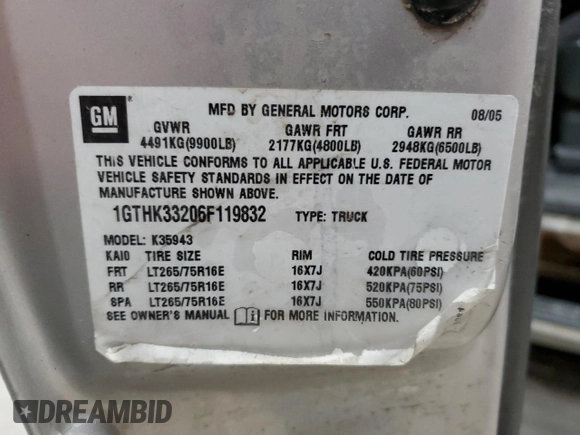 GM
MFD BY GENERAL MOTORS CORP. 08/05
GVWR GAWR FRT GAWR RR
4491KG(9900LB) 2177KG(4800LB) 2948KG(6500LB)
THIS VEHICLE CONFORMS TO ALL APPLICABLE U.S. FEDERAL MOTOR
VEHICLE SAFETY STANDARDS IN EFFECT ON THE DATE OF
MANUFACTURE SHOWN ABOVE.
1GTHK33206F119832 TYPE: TRUCK
MODEL: K35943
KAI0 TIRE SIZE RIM COLD TIRE PRESSURE
FRT LT265/75R16E 16X7J 420KPA(60PSI)
RR LT265/75R16E 16X7J 520KPA(75PSI)
SPA LT265/75R16E 16X7J 550KPA(80PSI)
SEE OWNER'S MANUAL FOR MORE INFORMATION.
DREAMBID